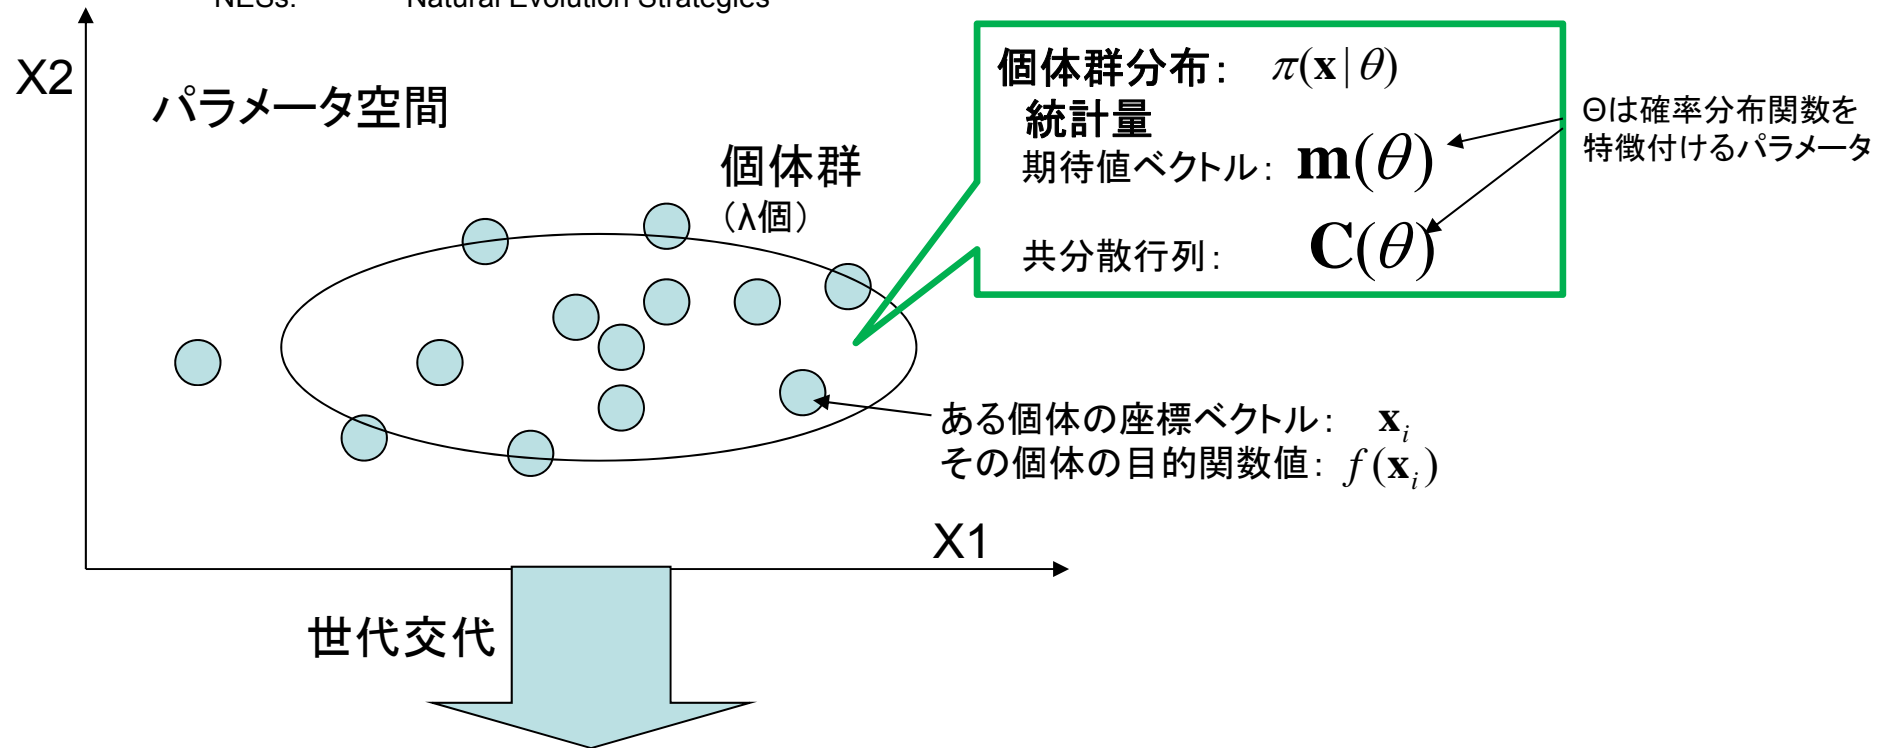 NESs: Natural Evolution Strategies
X2
パラメータ空間
個体群
（λ個）
個体群分布： π(x|θ)
統計量
期待値ベクトル： m(θ)
共分散行列： C(θ)
Θは確率分布関数を
特徴付けるパラメータ
ある個体の座標ベクトル： xᵢ
その個体の目的関数値： f(xᵢ)
X1
世代交代